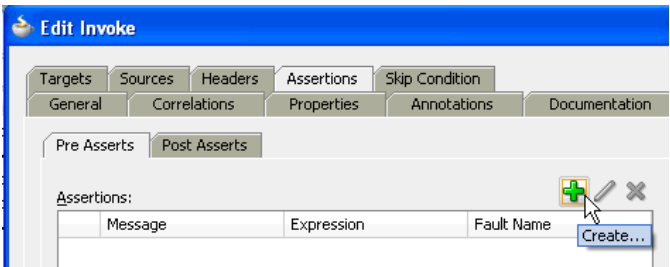 Edit Invoke
Targets Sources Headers Assertions Skip Condition
General Correlations Properties Annotations Documentation
Pre Asserts Post Asserts
Assertions:
Message Expression Fault Name
Create...